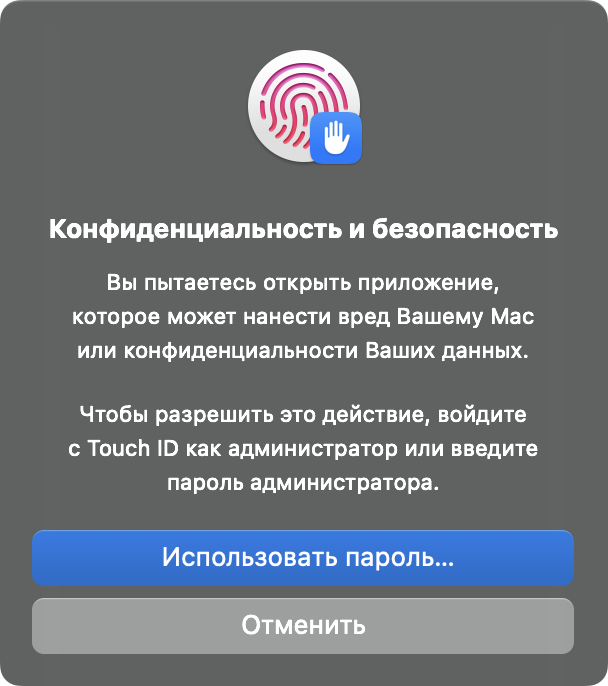 Конфиденциальность и безопасность
Вы пытаетесь открыть приложение,
которое может нанести вред Вашему Mac
или конфиденциальности Ваших данных.
Чтобы разрешить это действие, войдите
с Touch ID как администратор или введите
пароль администратора.
Использовать пароль...
Отменить